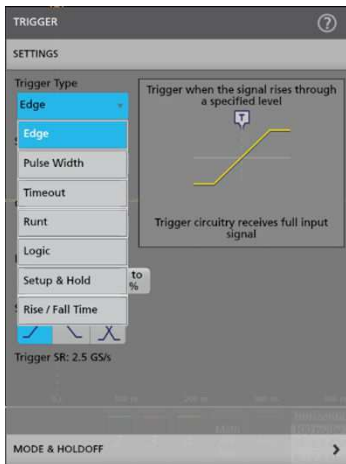 TRIGGER
?
SETTINGS
Trigger Type
Edge
Edge
Pulse Width
Timeout
Runt
Logic
Setup & Hold
Rise / Fall Time
to
%
Trigger when the signal rises through
a specified level
T
Trigger circuitry receives full input
signal
Trigger SR: 2.5 GS/s
MODE & HOLDOFF